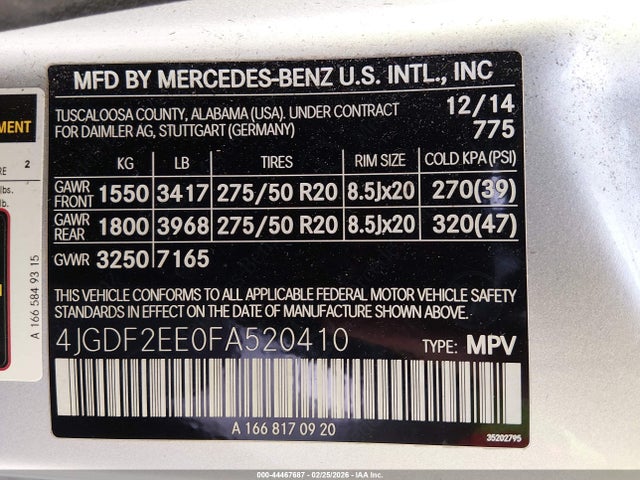 MFD BY MERCEDES-BENZ U.S. INTL., INC
TUSCALOOSA COUNTY, ALABAMA (USA). UNDER CONTRACT 12/14
FOR DAIMLER AG, STUTTGART (GERMANY) 775
KG LB TIRES RIM SIZE COLD KPA (PSI)
GAWR FRONT 1550 3417 275/50 R20 8.5Jx20 270(39)
GAWR REAR 1800 3968 275/50 R20 8.5Jx20 320(47)
GVWR 3250 7165
THIS VEHICLE CONFORMS TO ALL APPLICABLE FEDERAL MOTOR VEHICLE SAFETY
STANDARDS IN EFFECT ON THE DATE OF MANUFACTURE SHOWN ABOVE.
4JGDF2EE0FA520410 TYPE: MPV
A 166 817 09 20
35202795
MENT
RE 2
lbs.
lb.
A 166 584 93 15
000-44467687 - 02/25/2026 - IAA Inc.